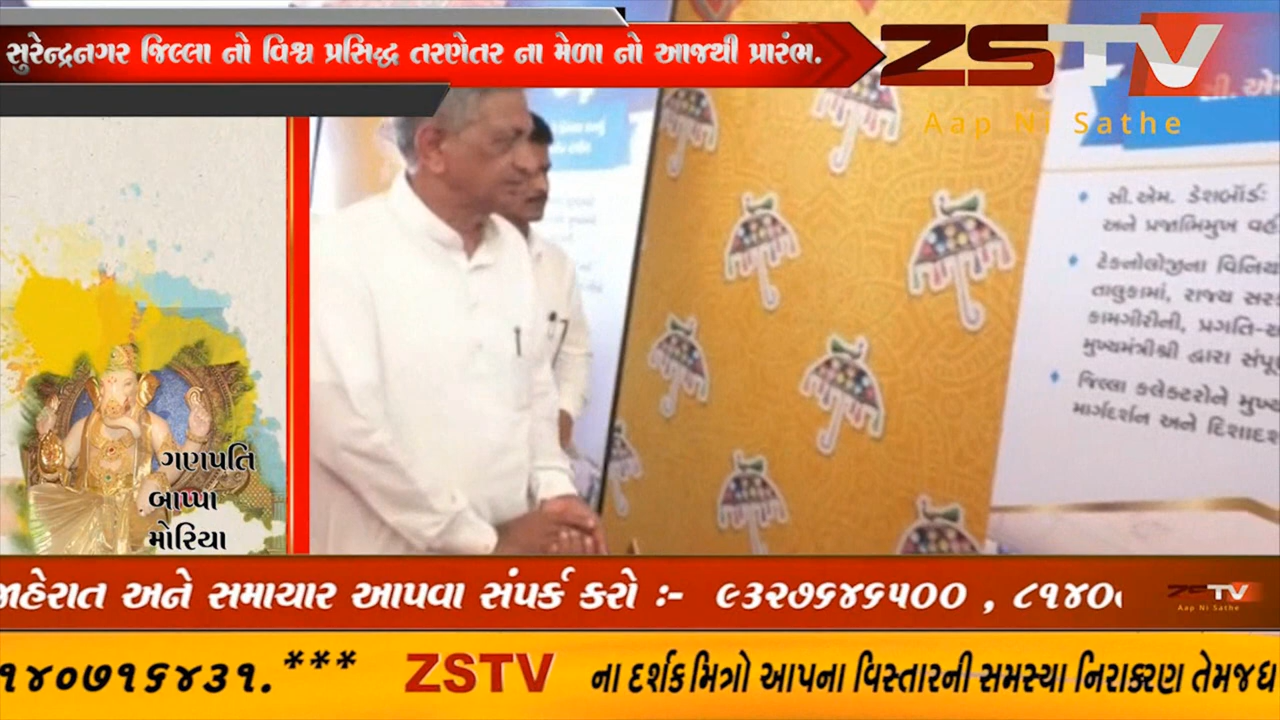 સુરેન્દ્રનગર જિલ્લા નો વિશ્વ પ્રસિદ્ધ તરણેતર ના મેળા નો આજથી પ્રારંભ.
ZSTV
Aap Ni Sathe
સી. એમ. ડેશબૉર્ડઃ
અને પ્રજાભિમુખ
ટેકનોલોજીના
તાલુકામાં, રાજ્ય
કામગીરીની,
મુખ્યમંત્રીશ્રી દ્વારા
જિલ્લા કલેક્ટરોને
માર્ગદર્શન અને
ગણપતિ
બાપ્પા
મોરિયા
જાહેરાત અને સમાચાર આપવા સંપર્ક કરો :- ૯૩૨૭૬૪૬૫૦૦ , ૮૧૪૦
ZSTV
Aap Ni Sathe
૧૪૦૭૧૬૪૩૧.*** ZSTV ના દર્શક મિત્રો આપના વિસ્તારની સમસ્યા નિરાકરણ તેમજ